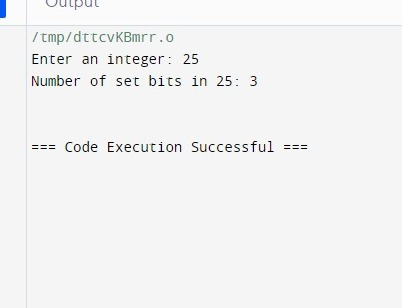 Output
/tmp/dttcvKBmrr.o
Enter an integer: 25
Number of set bits in 25: 3
=== Code Execution Successful ===